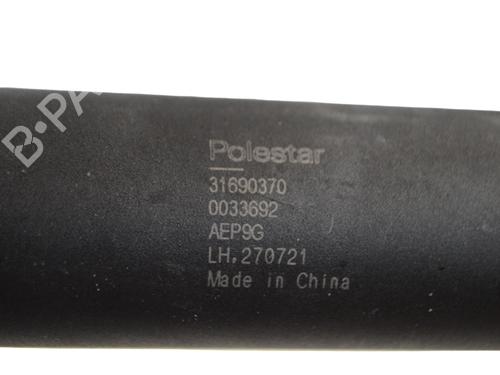 B-PA
Polestar
31690370
0033692
AEP9G
LH.270721
Made in China